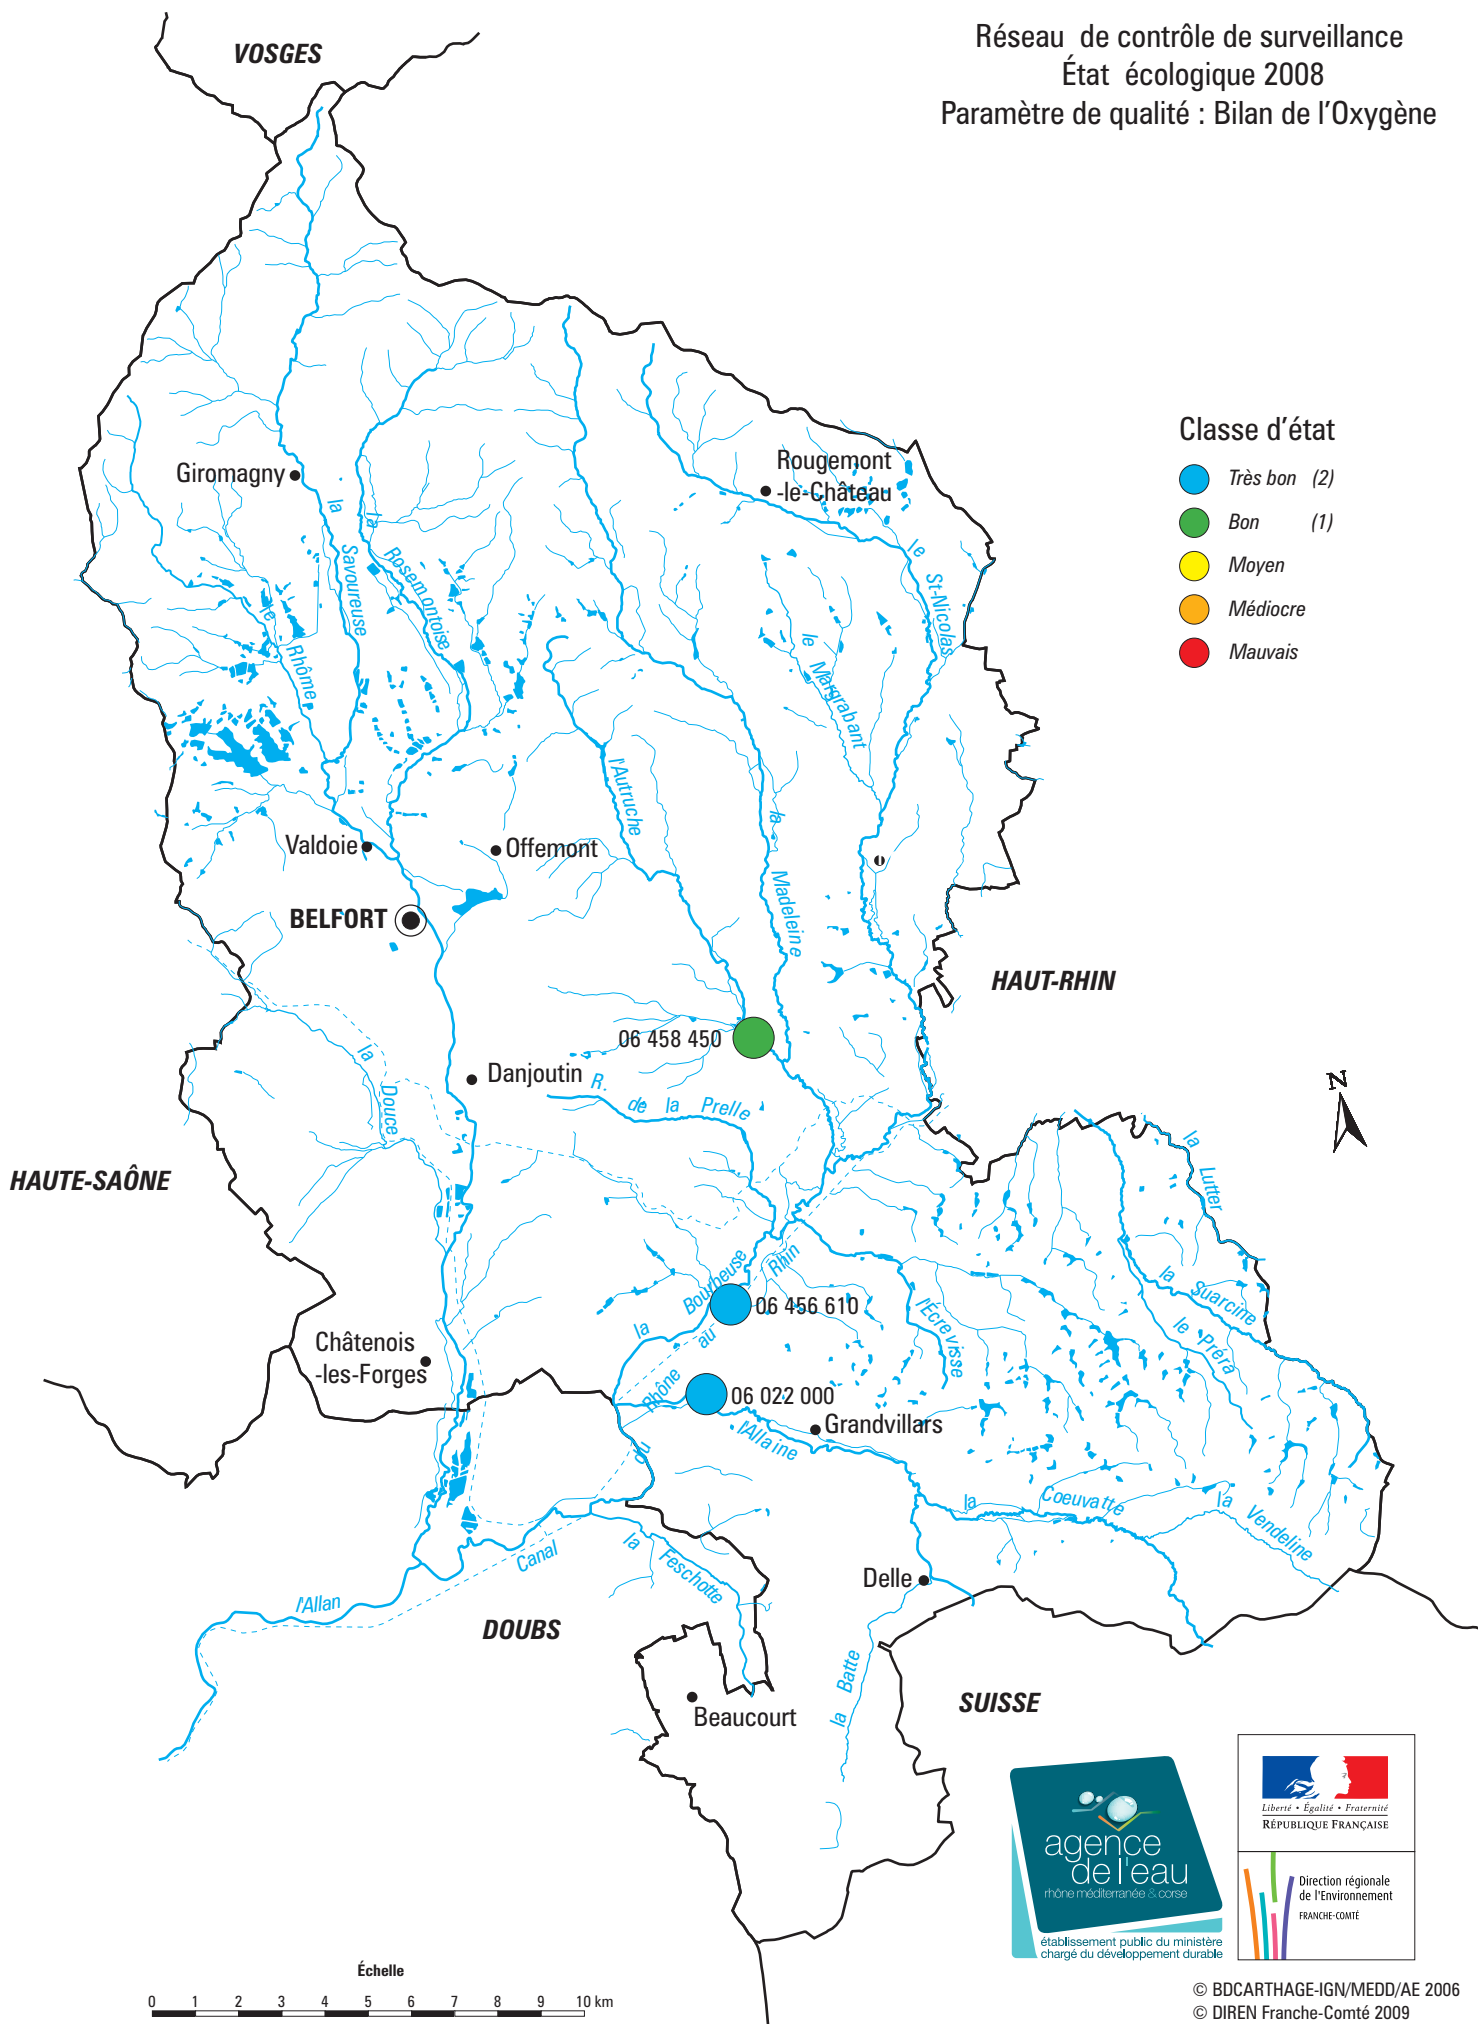 Réseau de contrôle de surveillance
État écologique 2008
Paramètre de qualité : Bilan de l'Oxygène
VOSGES
Classe d'état
Très bon (2)
Bon (1)
Moyen
Médiocre
Mauvais
Giromagny
Rougemont
-le-Château
la Savoureuse
la Rosemontoise
le Rhôme
le St-Nicolas
le Margrabant
l'Autruche
la Madeleine
Valdoie
Offemont
BELFORT
HAUT-RHIN
06 458 450
Danjoutin
la Douce
R. de la Prelle
N
HAUTE-SAÔNE
la Lutter
la Suarcine
le Préra
l'Écrevisse
la Bourbeuse
06 456 610
Canal du Rhône au Rhin
Châtenois
-les-Forges
06 022 000
Grandvillars
l'Allaine
la Coeuvatte
la Vendeline
Delle
la Feschotte
l'Allan
DOUBS
la Batte
Beaucourt
SUISSE
agence
de l'eau
rhône méditerranée & corse
établissement public du ministère
chargé du développement durable
Liberté • Égalité • Fraternité
RÉPUBLIQUE FRANÇAISE
Direction régionale
de l'Environnement
FRANCHE-COMTÉ
Échelle
0 1 2 3 4 5 6 7 8 9 10 km
© BDCARTHAGE-IGN/MEDD/AE 2006
© DIREN Franche-Comté 2009